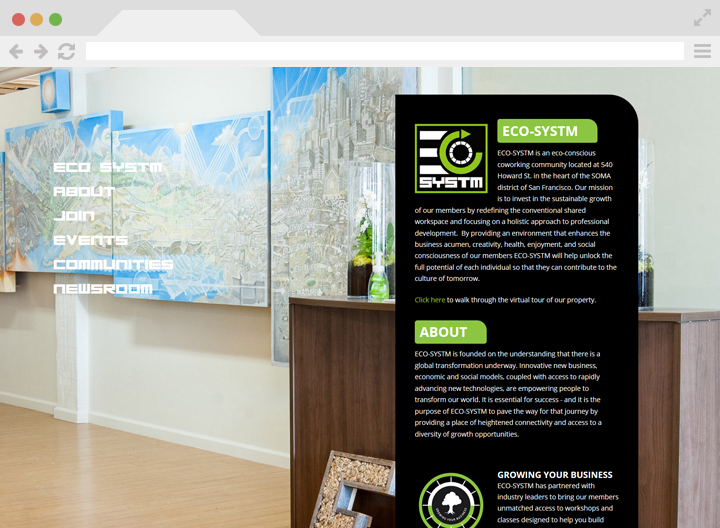 ECO SYSTM
ABOUT
JOIN
EVENTS
COMMUNITIES
NEWSROOM
SYSTM
ECO-SYSTM
ECO-SYSTM is an eco-conscious
coworking community located at 540
Howard St. in the heart of the SOMA
district of San Francisco. Our mission
is to invest in the sustainable growth
of our members by redefining the conventional shared
workspace and focusing on a holistic approach to professional
development. By providing an environment that enhances the
business acumen, creativity, health, enjoyment, and social
consciousness of our members ECO-SYSTM will help unlock the
full potential of each individual so that they can contribute to the
culture of tomorrow.
Click here to walk through the virtual tour of our property.
ABOUT
ECO-SYSTM is founded on the understanding that there is a
global transformation underway. Innovative new business,
economic and social models, coupled with access to rapidly
advancing new technologies, are empowering people to
transform our world. It is essential for success - and it is the
purpose of ECO-SYSTM to pave the way for that journey by
providing a place of heightened connectivity and access to a
diversity of growth opportunities.
GROWING YOUR BUSINESS
ECO-SYSTM has partnered with
industry leaders to bring our members
unmatched access to workshops and
classes designed to help you build